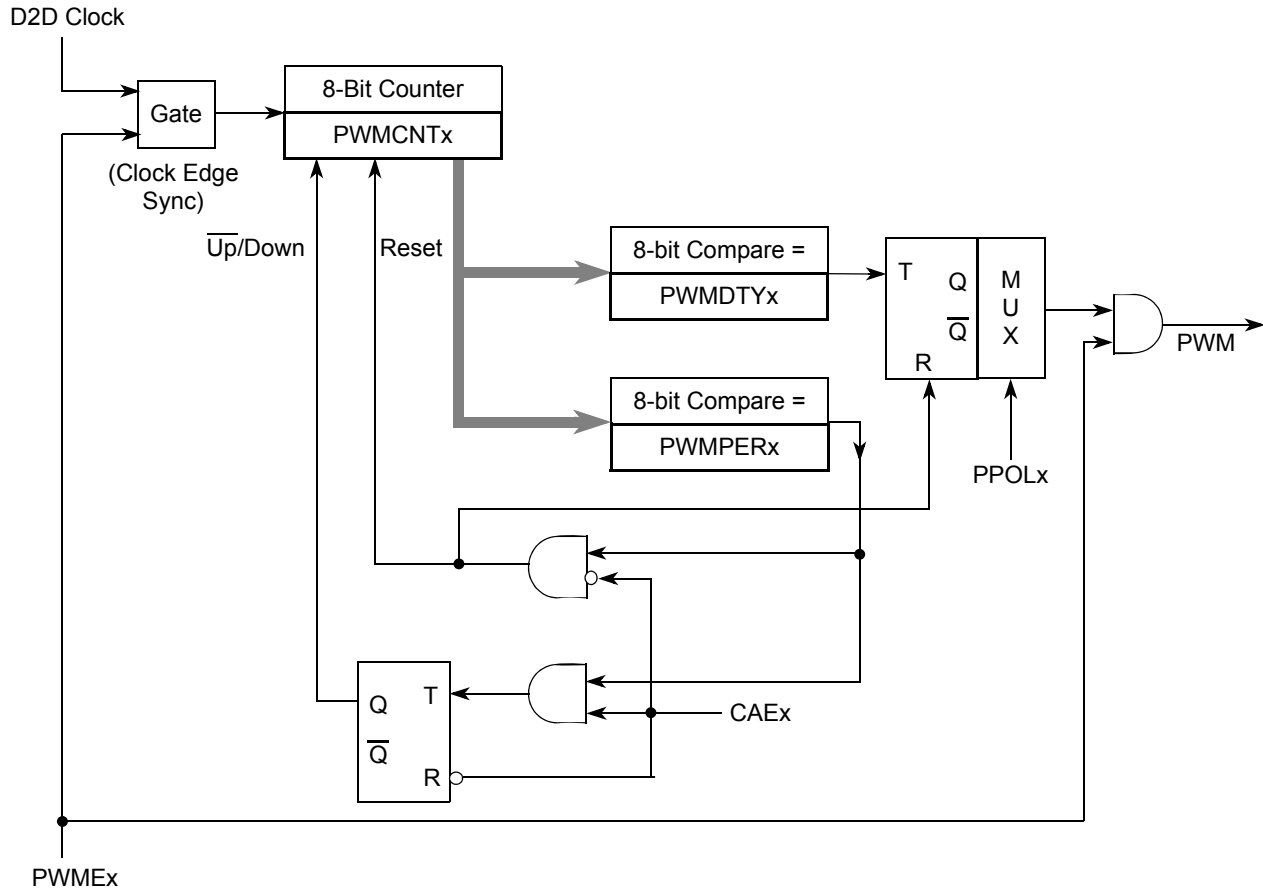 D2D Clock
Gate
(Clock Edge
Sync)
8-Bit Counter
PWMCNTx
U̅p̅/Down
Reset
8-bit Compare =
PWMDTYx
T
Q
Q̅
R
M
U
X
PWM
8-bit Compare =
PWMPERx
PPOLx
Q
T
Q̅
R
CAEx
PWMEx